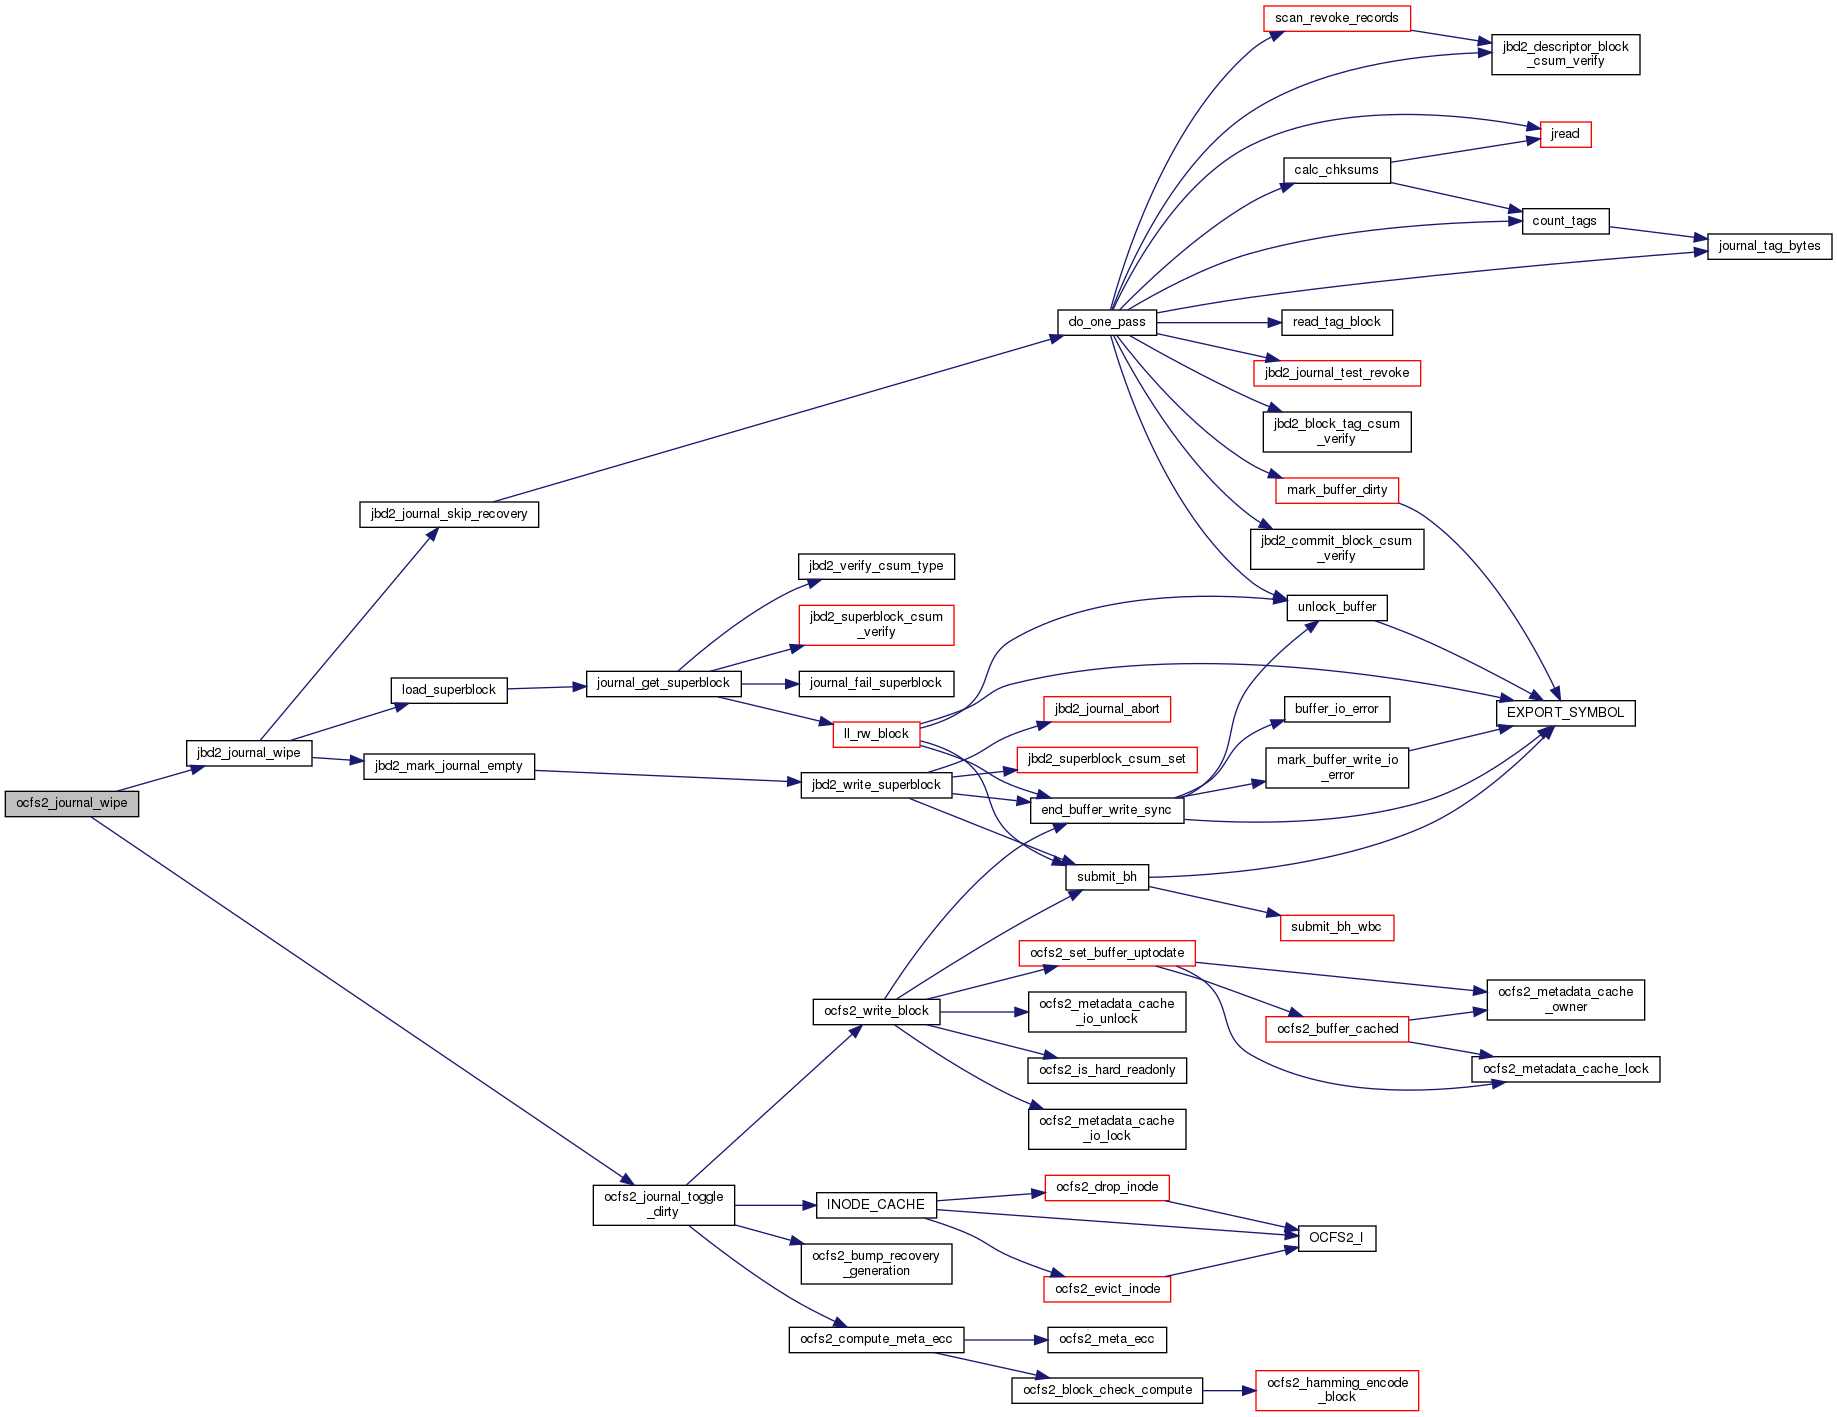 scan_revoke_records
jbd2_descriptor_block
_csum_verify
jread
calc_chksums
count_tags
journal_tag_bytes
do_one_pass
read_tag_block
jbd2_journal_test_revoke
jbd2_block_tag_csum
_verify
mark_buffer_dirty
jbd2_journal_skip_recovery
jbd2_commit_block_csum
_verify
jbd2_verify_csum_type
unlock_buffer
jbd2_superblock_csum
_verify
load_superblock
journal_get_superblock
journal_fail_superblock
jbd2_journal_abort
buffer_io_error
EXPORT_SYMBOL
ll_rw_block
jbd2_journal_wipe
jbd2_mark_journal_empty
jbd2_superblock_csum_set
mark_buffer_write_io
_error
jbd2_write_superblock
ocfs2_journal_wipe
end_buffer_write_sync
submit_bh
submit_bh_wbc
ocfs2_set_buffer_uptodate
ocfs2_metadata_cache
_owner
ocfs2_write_block
ocfs2_metadata_cache
_io_unlock
ocfs2_buffer_cached
ocfs2_is_hard_readonly
ocfs2_metadata_cache_lock
ocfs2_metadata_cache
_io_lock
ocfs2_drop_inode
ocfs2_journal_toggle
_dirty
INODE_CACHE
OCFS2_I
ocfs2_bump_recovery
_generation
ocfs2_evict_inode
ocfs2_compute_meta_ecc
ocfs2_meta_ecc
ocfs2_block_check_compute
ocfs2_hamming_encode
_block